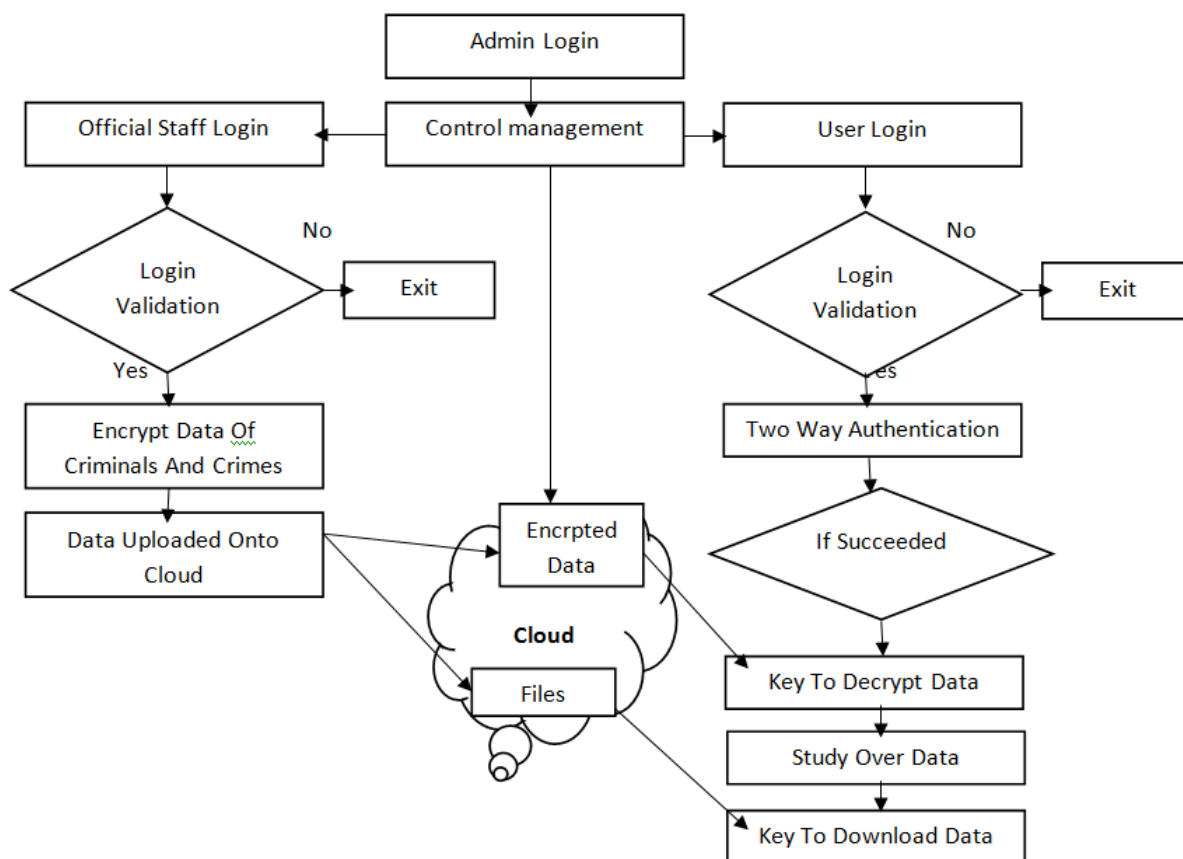 Admin Login
Official Staff Login
Control management
User Login
No
Login
Validation
Exit
Yes
Encrypt Data Of
Criminals And Crimes
Data Uploaded Onto
Cloud
Encrpted
Data
Cloud
Files
No
Login
Validation
Exit
es
Two Way Authentication
If Succeeded
Key To Decrypt Data
Study Over Data
Key To Download Data